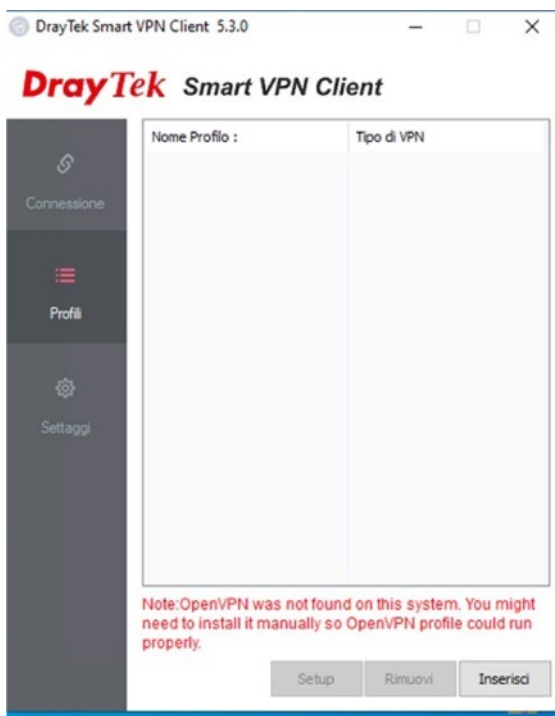 DrayTek Smart VPN Client 5.3.0
DrayTek Smart VPN Client
Nome Profilo : Tipo di VPN
Connessione
Profili
Settaggi
Note:OpenVPN was not found on this system. You might
need to install it manually so OpenVPN profile could run
properly.
Setup Rimuovi Inserisci